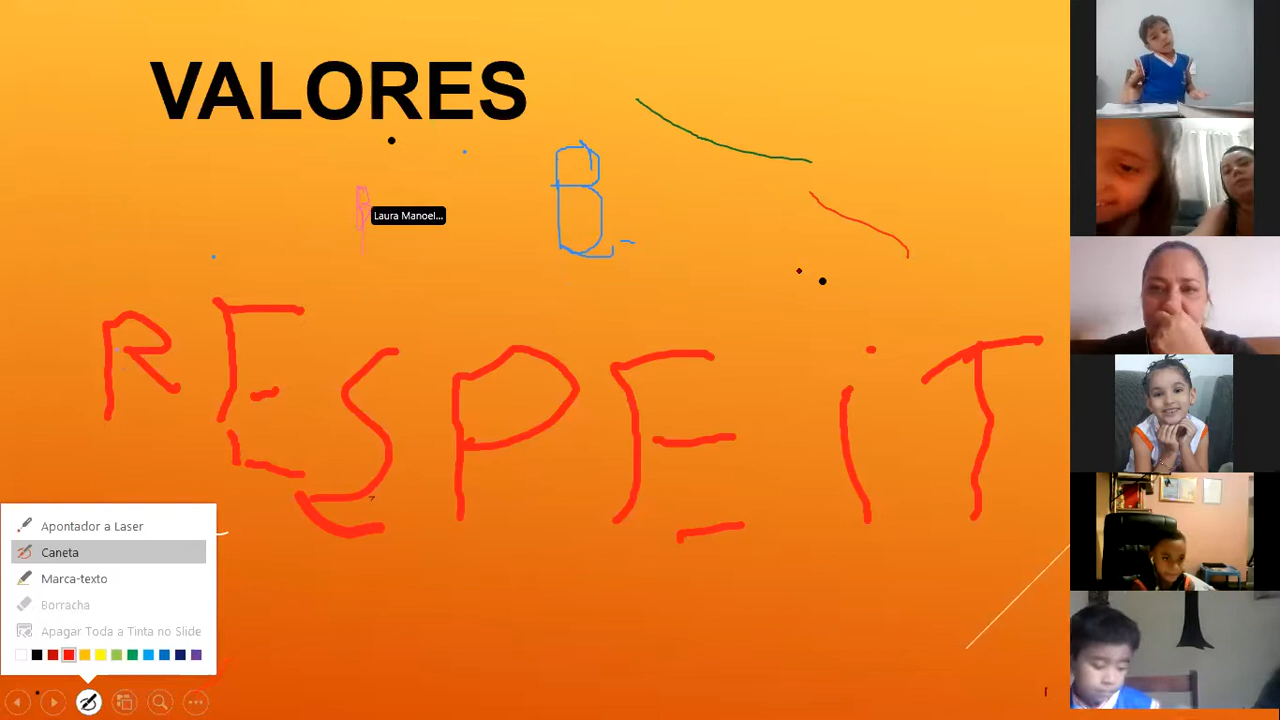 VALORES
R
Laura Manoel...
B
RESPEIT
Apontador a Laser
Caneta
Marca-texto
Borracha
Apagar Toda a Tinta no Slide